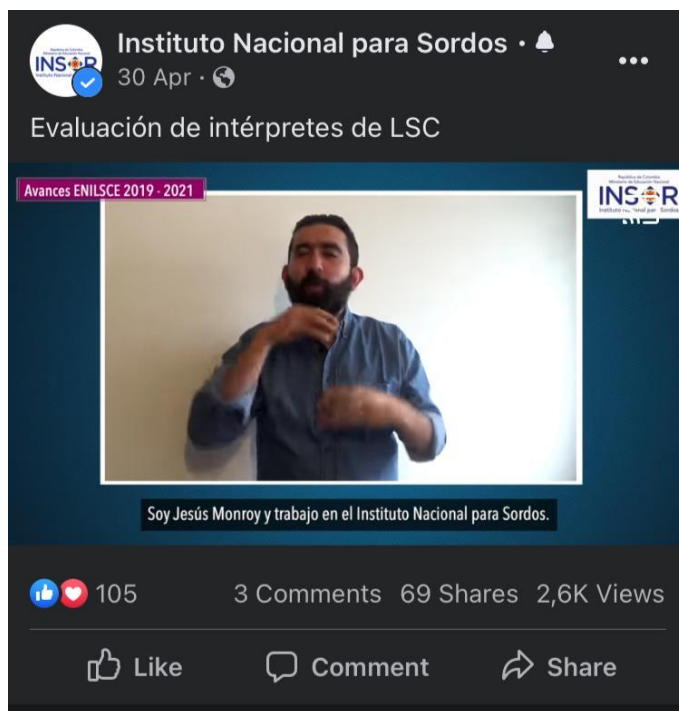 Instituto Nacional para Sordos ·
30 Apr ·
INSOR
Evaluación de intérpretes de LSC
Avances ENILSCE 2019 - 2021
INSOR
Soy Jesús Monroy y trabajo en el Instituto Nacional para Sordos.
105
3 Comments 69 Shares 2,6K Views
Like Comment Share